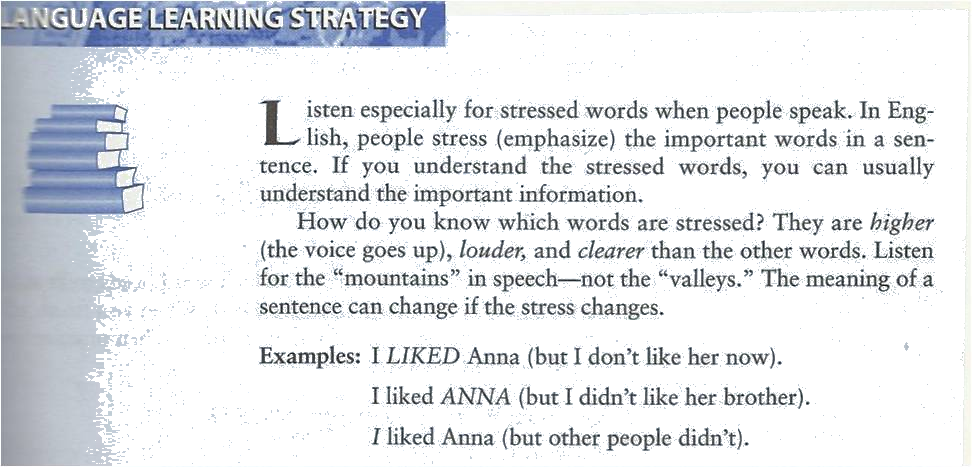 LANGUAGE LEARNING STRATEGY
Listen especially for stressed words when people speak. In Eng-
lish, people stress (emphasize) the important words in a sen-
tence. If you understand the stressed words, you can usually
understand the important information.
How do you know which words are stressed? They are higher
(the voice goes up), louder, and clearer than the other words. Listen
for the “mountains” in speech—not the “valleys.” The meaning of a
sentence can change if the stress changes.
Examples: I LIKED Anna (but I don’t like her now).
I liked ANNA (but I didn’t like her brother).
I liked Anna (but other people didn’t).